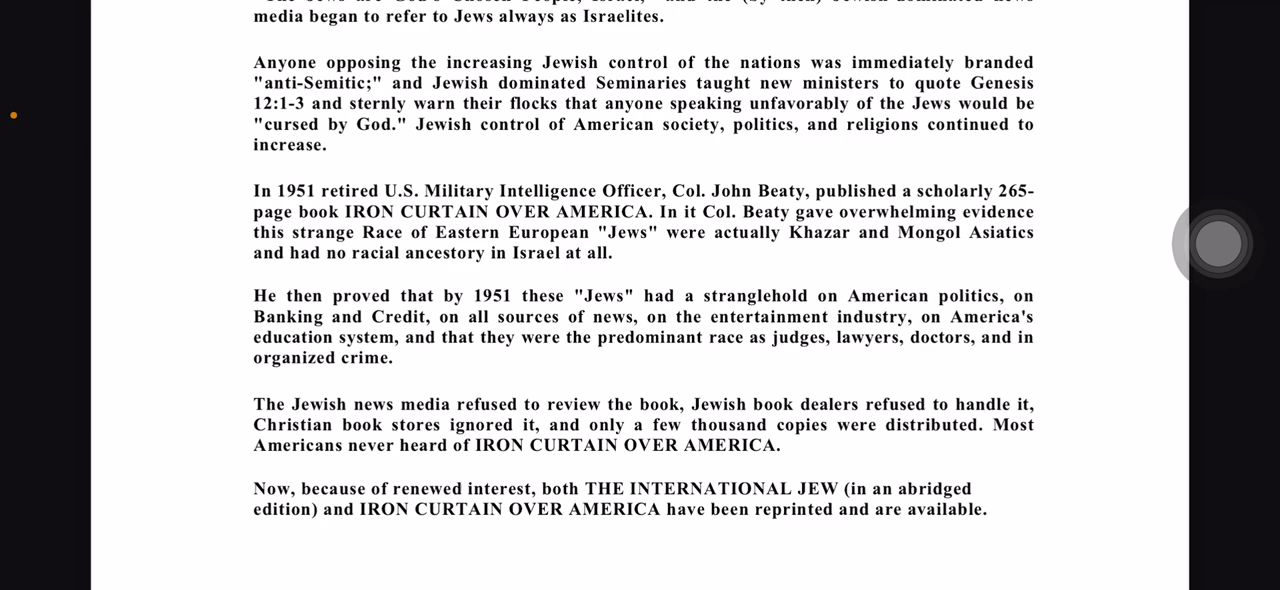 media began to refer to Jews always as Israelites.
Anyone opposing the increasing Jewish control of the nations was immediately branded
"anti-Semitic;" and Jewish dominated Seminaries taught new ministers to quote Genesis
12:1-3 and sternly warn their flocks that anyone speaking unfavorably of the Jews would be
"cursed by God." Jewish control of American society, politics, and religions continued to
increase.
In 1951 retired U.S. Military Intelligence Officer, Col. John Beaty, published a scholarly 265-
page book IRON CURTAIN OVER AMERICA. In it Col. Beaty gave overwhelming evidence
this strange Race of Eastern European "Jews" were actually Khazar and Mongol Asiatics
and had no racial ancestory in Israel at all.
He then proved that by 1951 these "Jews" had a stranglehold on American politics, on
Banking and Credit, on all sources of news, on the entertainment industry, on America's
education system, and that they were the predominant race as judges, lawyers, doctors, and in
organized crime.
The Jewish news media refused to review the book, Jewish book dealers refused to handle it,
Christian book stores ignored it, and only a few thousand copies were distributed. Most
Americans never heard of IRON CURTAIN OVER AMERICA.
Now, because of renewed interest, both THE INTERNATIONAL JEW (in an abridged
edition) and IRON CURTAIN OVER AMERICA have been reprinted and are available.